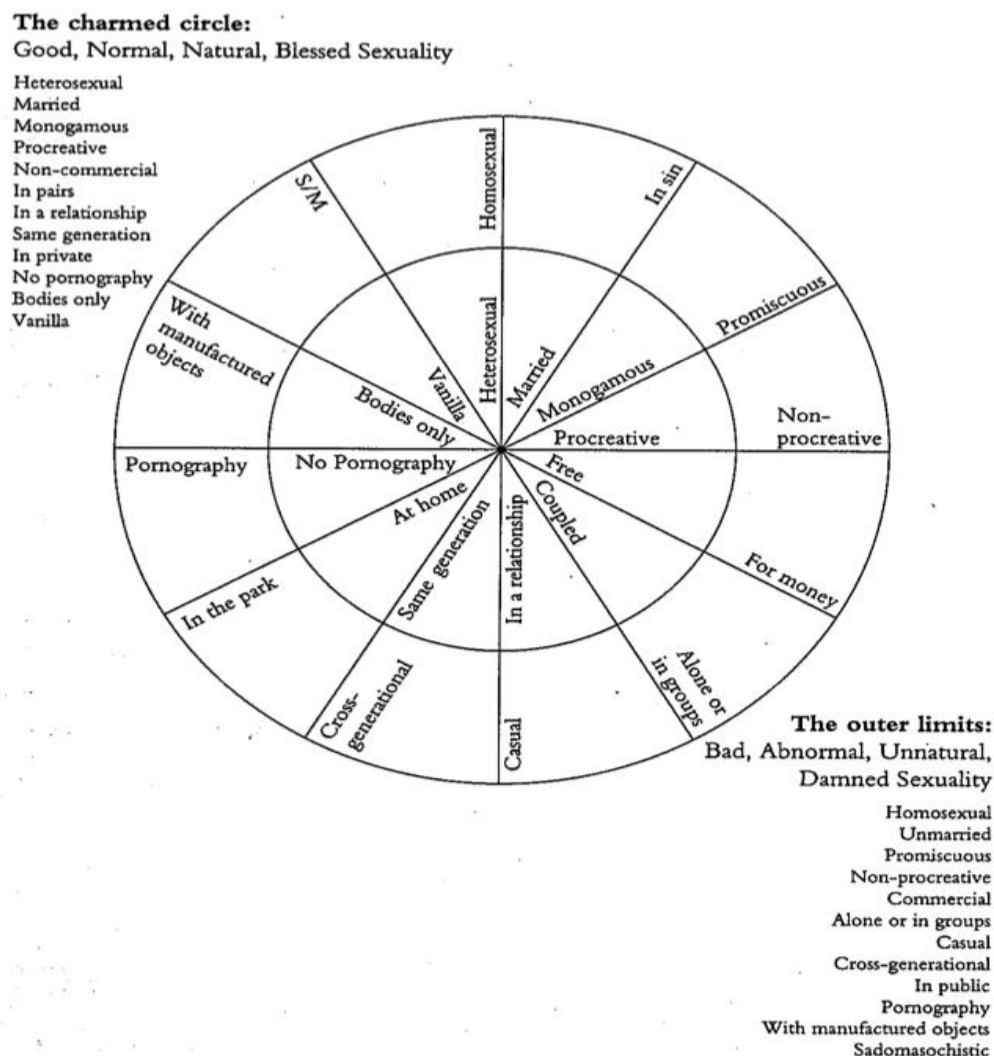 The charmed circle:
Good, Normal, Natural, Blessed Sexuality
Heterosexual
Married
Monogamous
Procreative
Non-commercial
In pairs
In a relationship
Same generation
In private
No pornography
Bodies only
Vanilla
S/M
Homosexual
In sin
With
manufactured
objects
Promiscuous
Vanilla
Heterosexual
Married
Monogamous
Bodies only
Procreative
Non-
procreative
Pornography
No Pornography
Free
At home
Same generation
In a relationship
Coupled
In the park
For money
Cross-
generational
Casual
Alone or
in groups
The outer limits:
Bad, Abnormal, Unnatural,
Damned Sexuality
Homosexual
Unmarried
Promiscuous
Non-procreative
Commercial
Alone or in groups
Casual
Cross-generational
In public
Pornography
With manufactured objects
Sadomasochistic